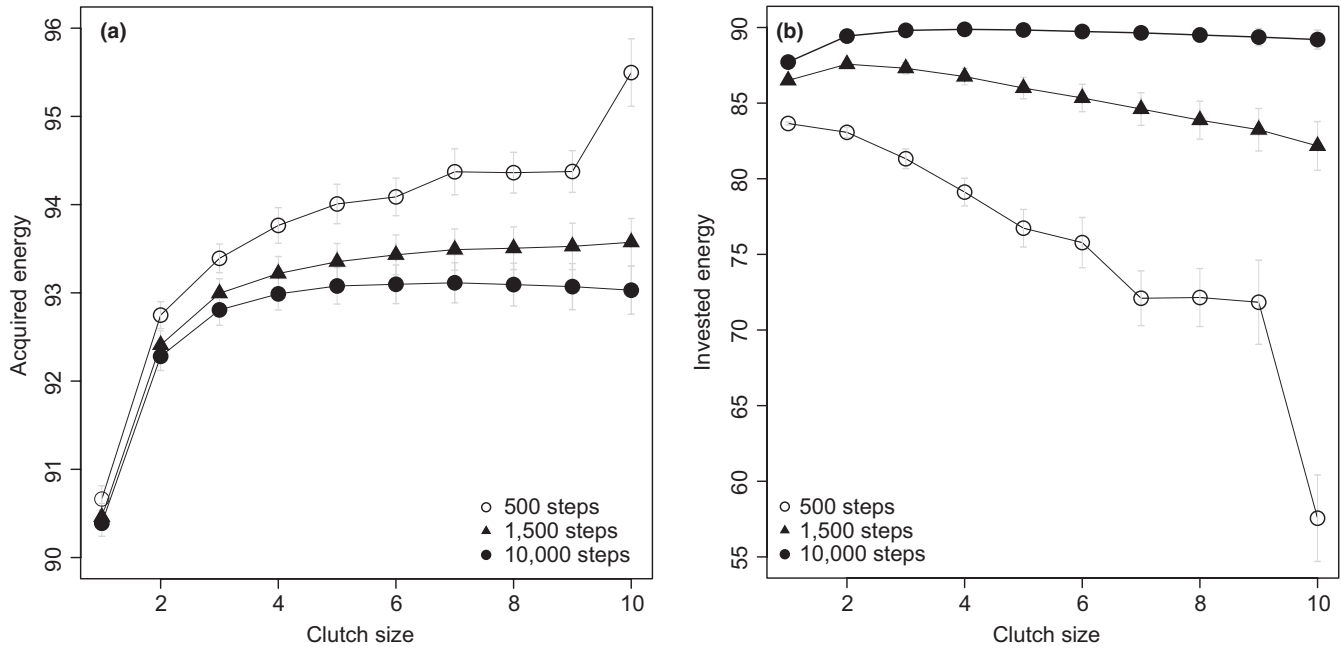 (a)
Acquired energy
96
95
94
93
92
91
90
500 steps
1,500 steps
10,000 steps
2 4 6 8 10
Clutch size
(b)
Invested energy
90
85
80
75
70
65
60
55
500 steps
1,500 steps
10,000 steps
2 4 6 8 10
Clutch size